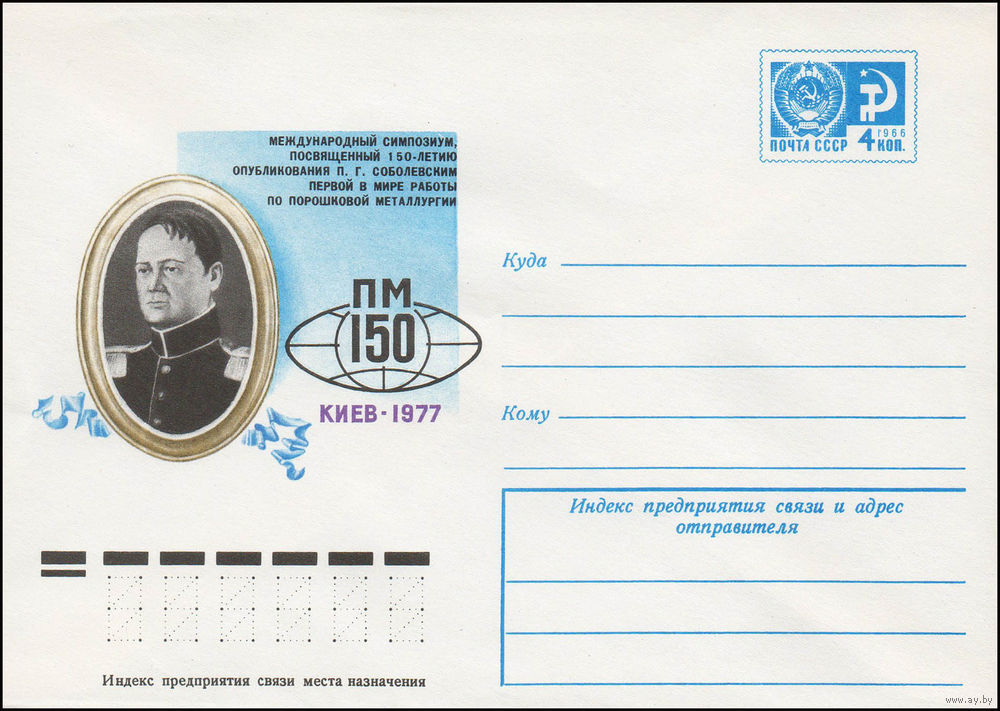 МЕЖДУНАРОДНЫЙ СИМПОЗИУМ,
ПОСВЯЩЕННЫЙ 150-ЛЕТИЮ
ОПУБЛИКОВАНИЯ П. Г. СОБОЛЕВСКИМ
ПЕРВОЙ В МИРЕ РАБОТЫ
ПО ПОРОШКОВОЙ МЕТАЛЛУРГИИ
ПМ
150
КИЕВ-1977
1966
ПОЧТА СССР 4 КОП.
Куда
Кому
Индекс предприятия связи и адрес
отправителя
Индекс предприятия связи места назначения
www.ay.by